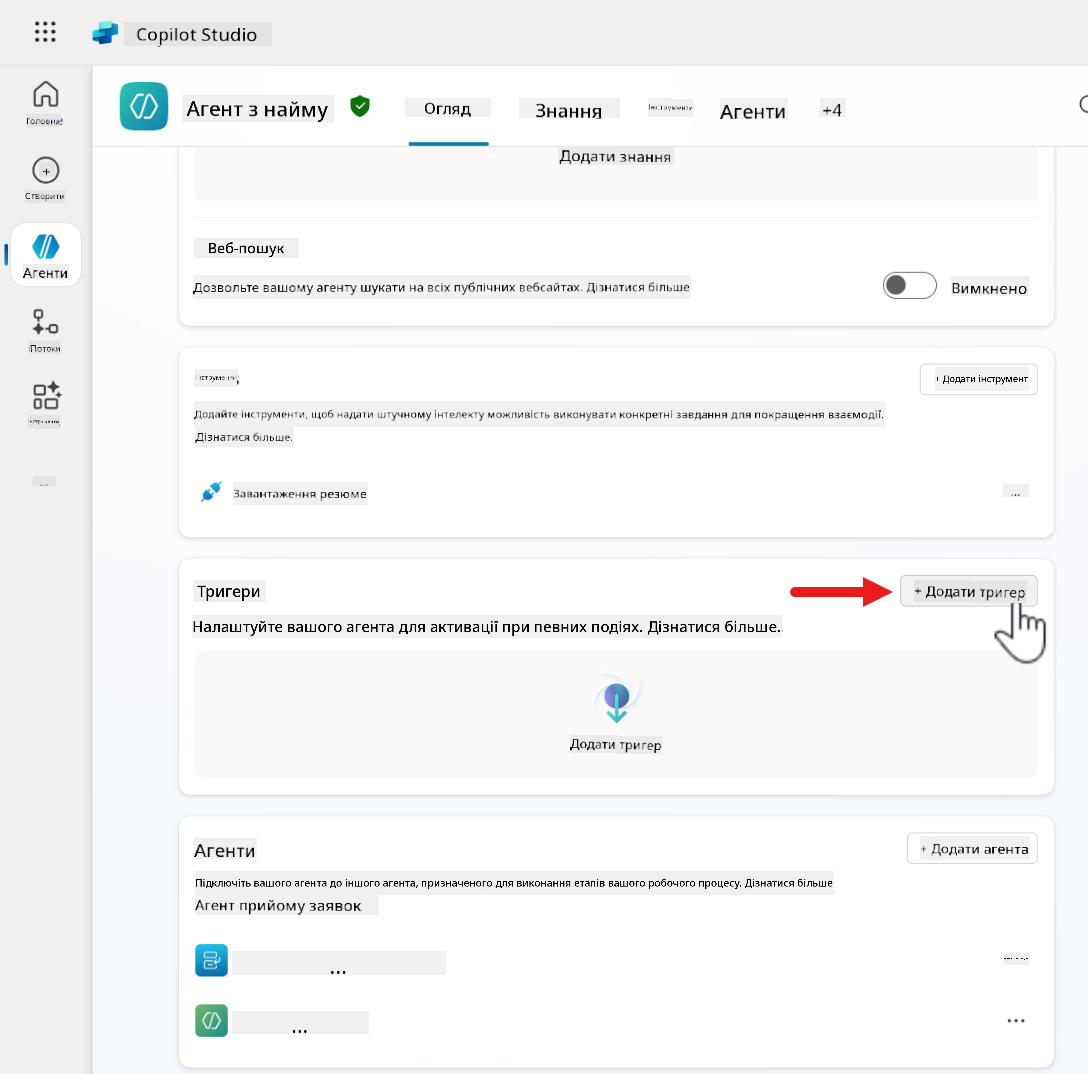 Copilot Studio
Агент з найму
Огляд
Знання
Інструменти
Агенти
+4
Головна
Створити
Агенти
Потоки
Додати знання
Веб-пошук
Дозвольте вашому агенту шукати на всіх публічних вебсайтах. Дізнатися більше
Вимкнено
+ Додати інструмент
Додайте інструменти, щоб надати штучному інтелекту можливість виконувати конкретні завдання для покращення взаємодії.
Дізнатися більше.
Завантаження резюме
...
Тригери
+ Додати тригер
Налаштуйте вашого агента для активації при певних подіях. Дізнатися більше.
Додати тригер
Агенти
+ Додати агента
Підключіть вашого агента до іншого агента, призначеного для виконання етапів вашого робочого процесу. Дізнатися більше
Агент прийому заявок
...
...